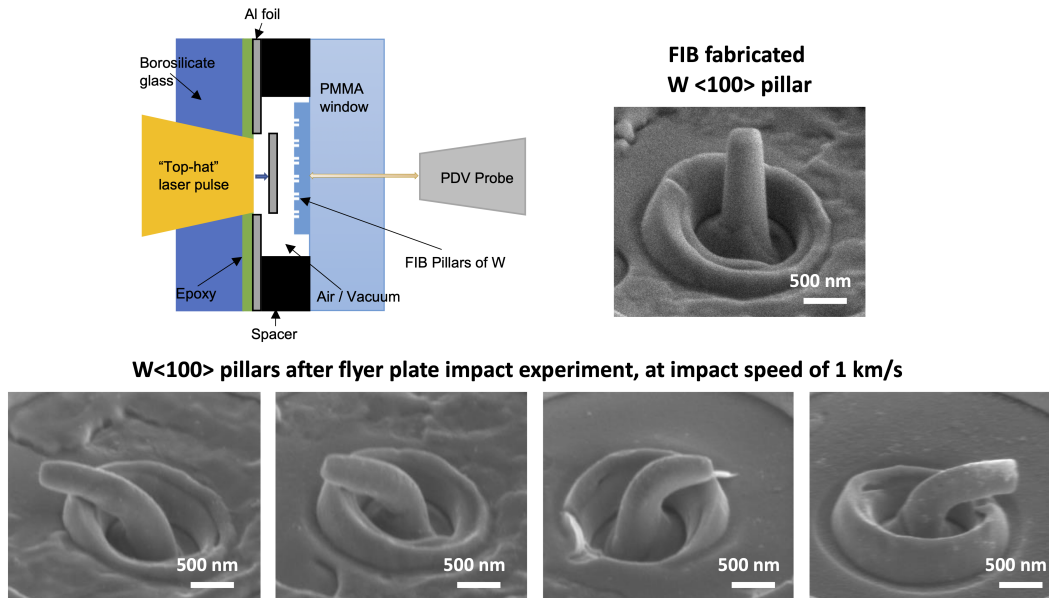 Al foil
Borosilicate
glass
PMMA
window
“Top-hat”
laser pulse
PDV Probe
FIB Pillars of W
Epoxy
Air / Vacuum
Spacer
FIB fabricated
W <100> pillar
500 nm
W<100> pillars after flyer plate impact experiment, at impact speed of 1 km/s
500 nm
500 nm
500 nm
500 nm